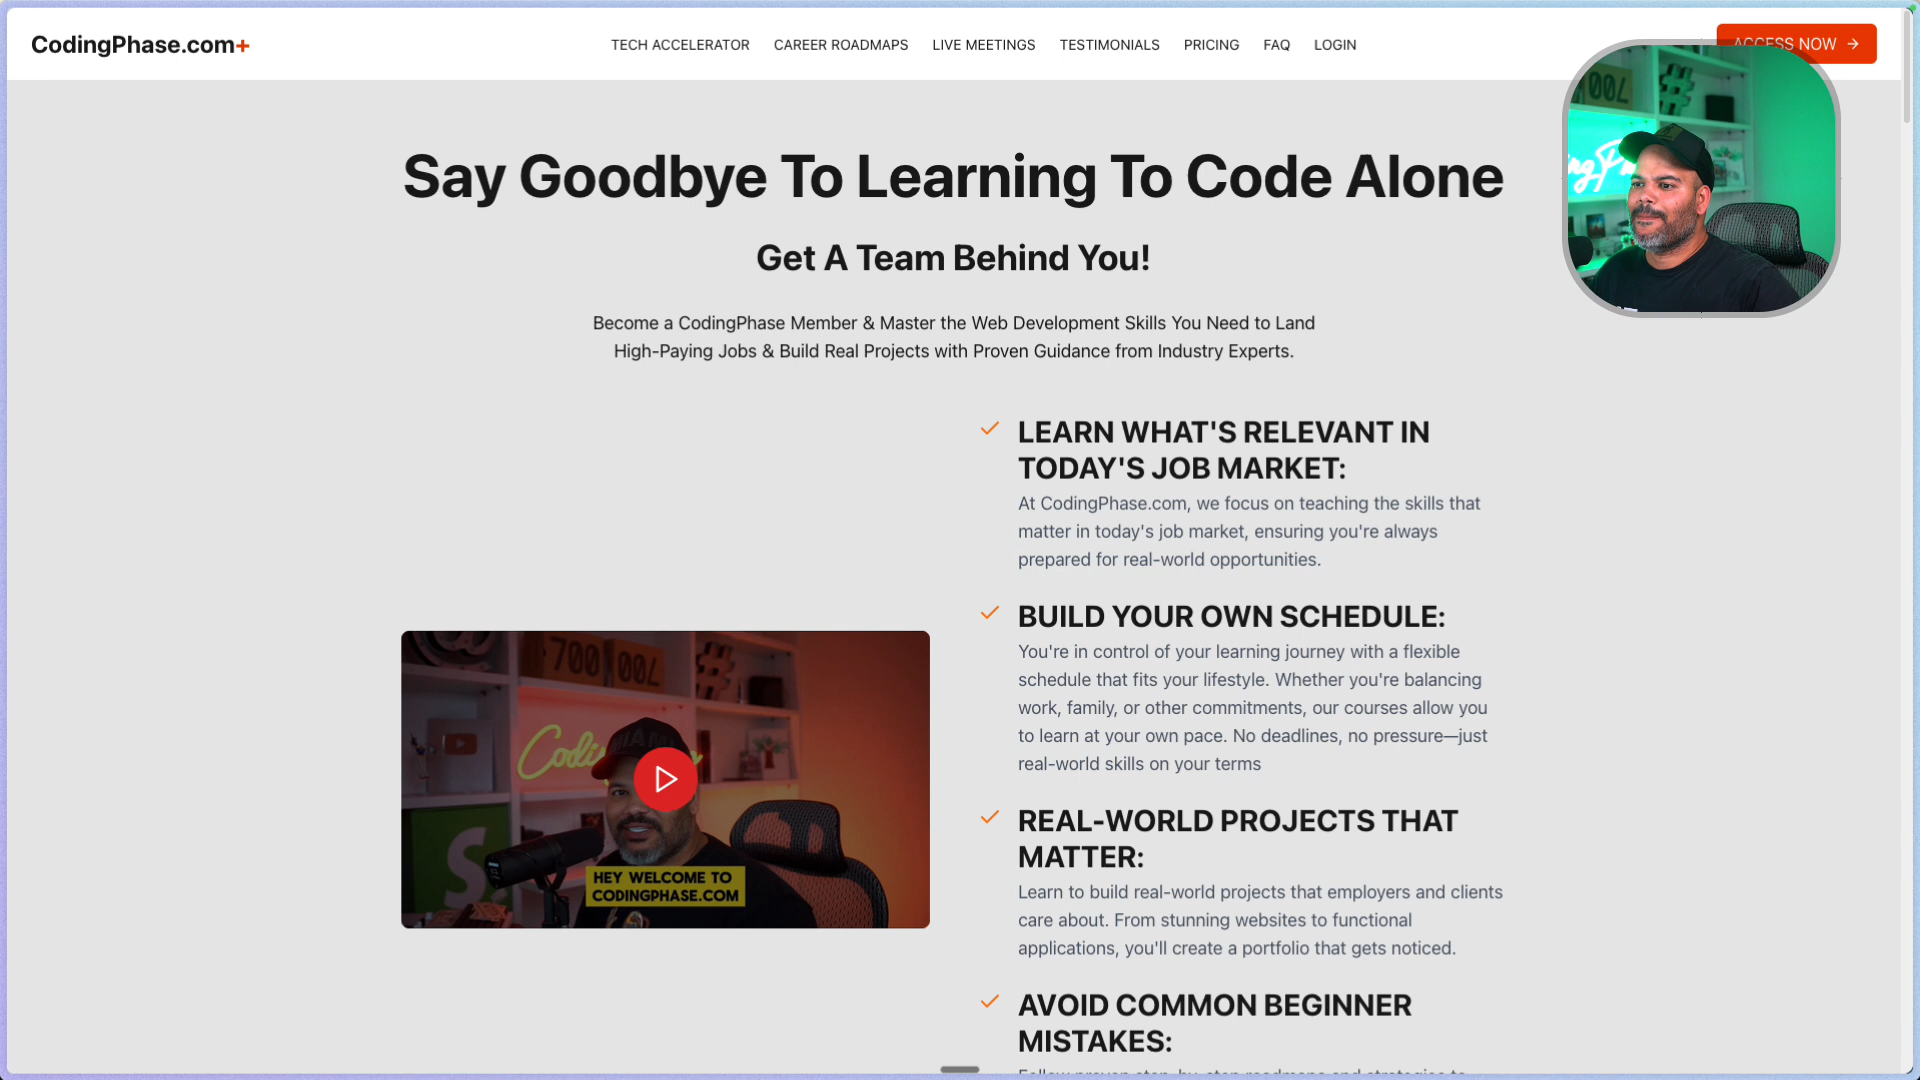 CodingPhase.com+
TECH ACCELERATOR CAREER ROADMAPS LIVE MEETINGS TESTIMONIALS PRICING FAQ LOGIN
ACCESS NOW →
Say Goodbye To Learning To Code Alone
Get A Team Behind You!
Become a CodingPhase Member & Master the Web Development Skills You Need to Land
High-Paying Jobs & Build Real Projects with Proven Guidance from Industry Experts.
LEARN WHAT'S RELEVANT IN
TODAY'S JOB MARKET:
At CodingPhase.com, we focus on teaching the skills that
matter in today's job market, ensuring you're always
prepared for real-world opportunities.
BUILD YOUR OWN SCHEDULE:
You're in control of your learning journey with a flexible
schedule that fits your lifestyle. Whether you're balancing
work, family, or other commitments, our courses allow you
to learn at your own pace. No deadlines, no pressure—just
real-world skills on your terms
REAL-WORLD PROJECTS THAT
MATTER:
Learn to build real-world projects that employers and clients
care about. From stunning websites to functional
applications, you'll create a portfolio that gets noticed.
AVOID COMMON BEGINNER
MISTAKES:
HEY WELCOME TO
CODINGPHASE.COM